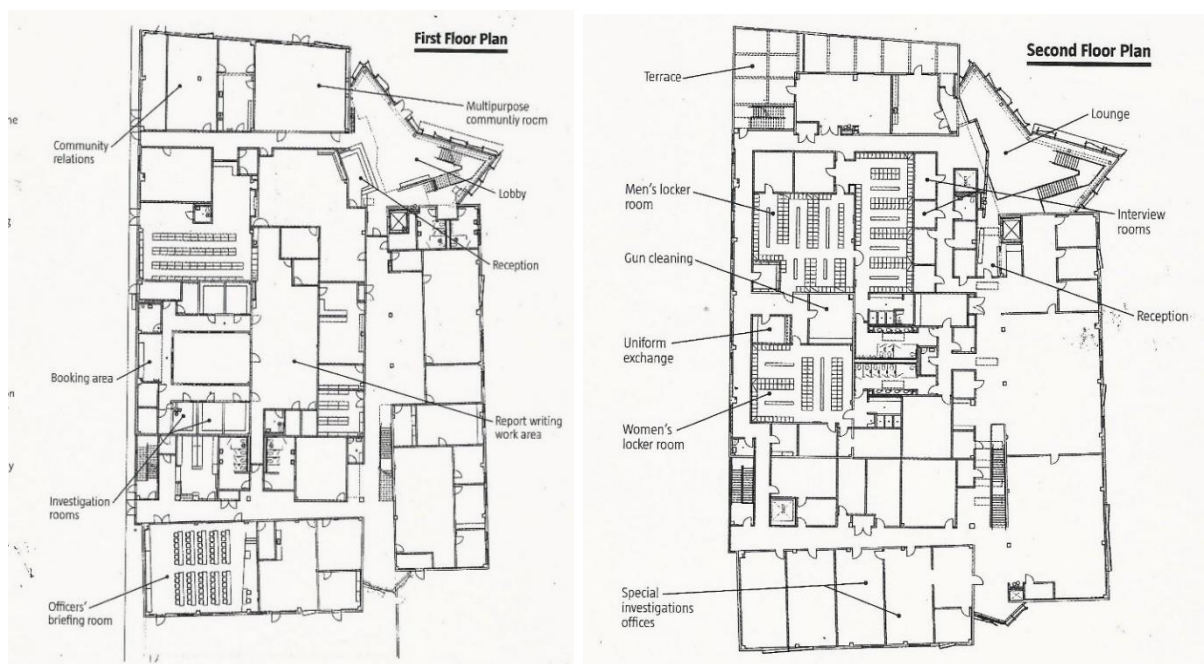 First Floor Plan
Multipurpose
communtiy room
Community
relations
Lobby
Reception
Booking area
Report writing
work area
Investigation
rooms
Officers'
briefing room
Second Floor Plan
Terrace
Lounge
Men's locker
room
Interview
rooms
Gun cleaning
Reception
Uniform
exchange
Women's
locker room
Special
investigations
offices